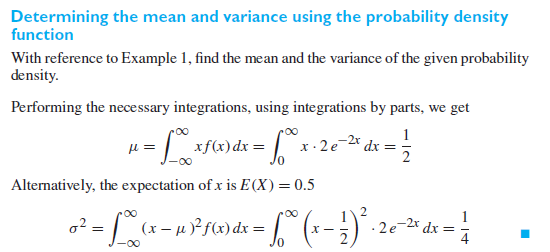 Determining the mean and variance using the probability density
function
With reference to Example 1, find the mean and the variance of the given probability
density.
Performing the necessary integrations, using integrations by parts, we get
μ = ∫_{−∞}^{∞} x f(x) dx = ∫_0^∞ x · 2e^{−2x} dx = 1/2
Alternatively, the expectation of x is E(X) = 0.5
σ² = ∫_{−∞}^{∞} (x − μ)² f(x) dx = ∫_0^∞ (x − 1/2)² · 2e^{−2x} dx = 1/4